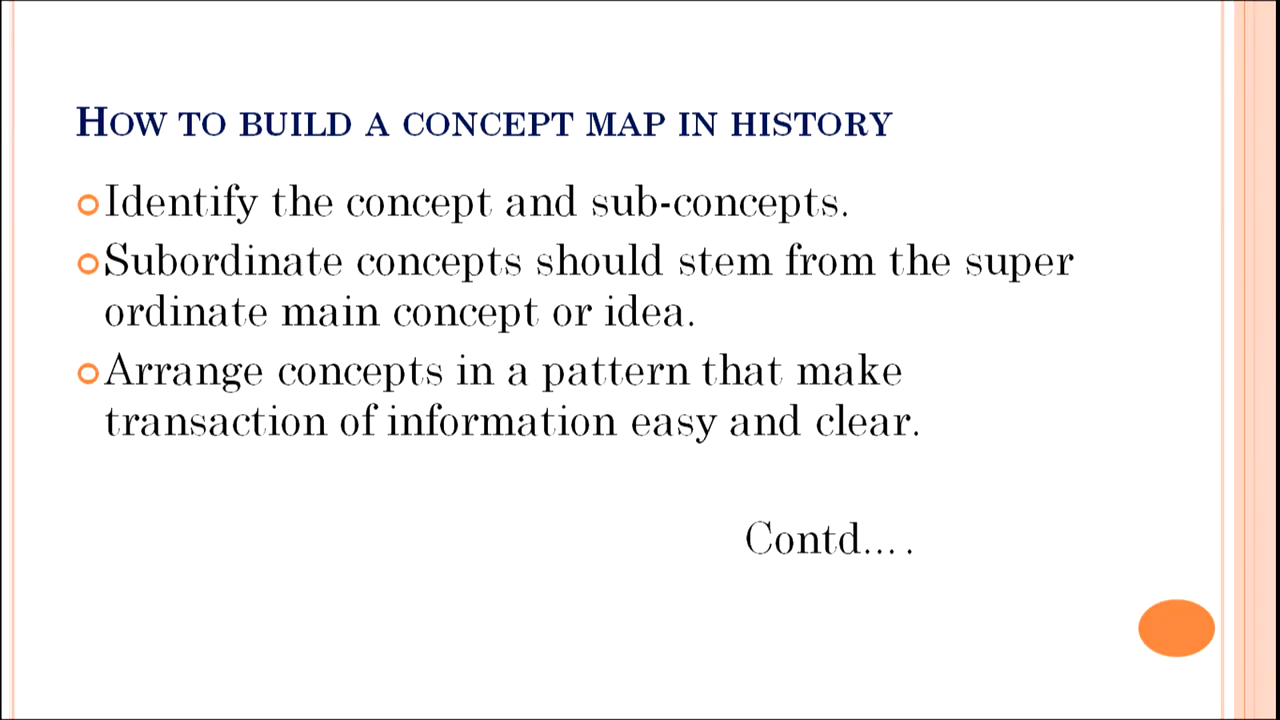 How to build a concept map in history
Identify the concept and sub-concepts.
Subordinate concepts should stem from the super
ordinate main concept or idea.
Arrange concepts in a pattern that make
transaction of information easy and clear.
Contd... .